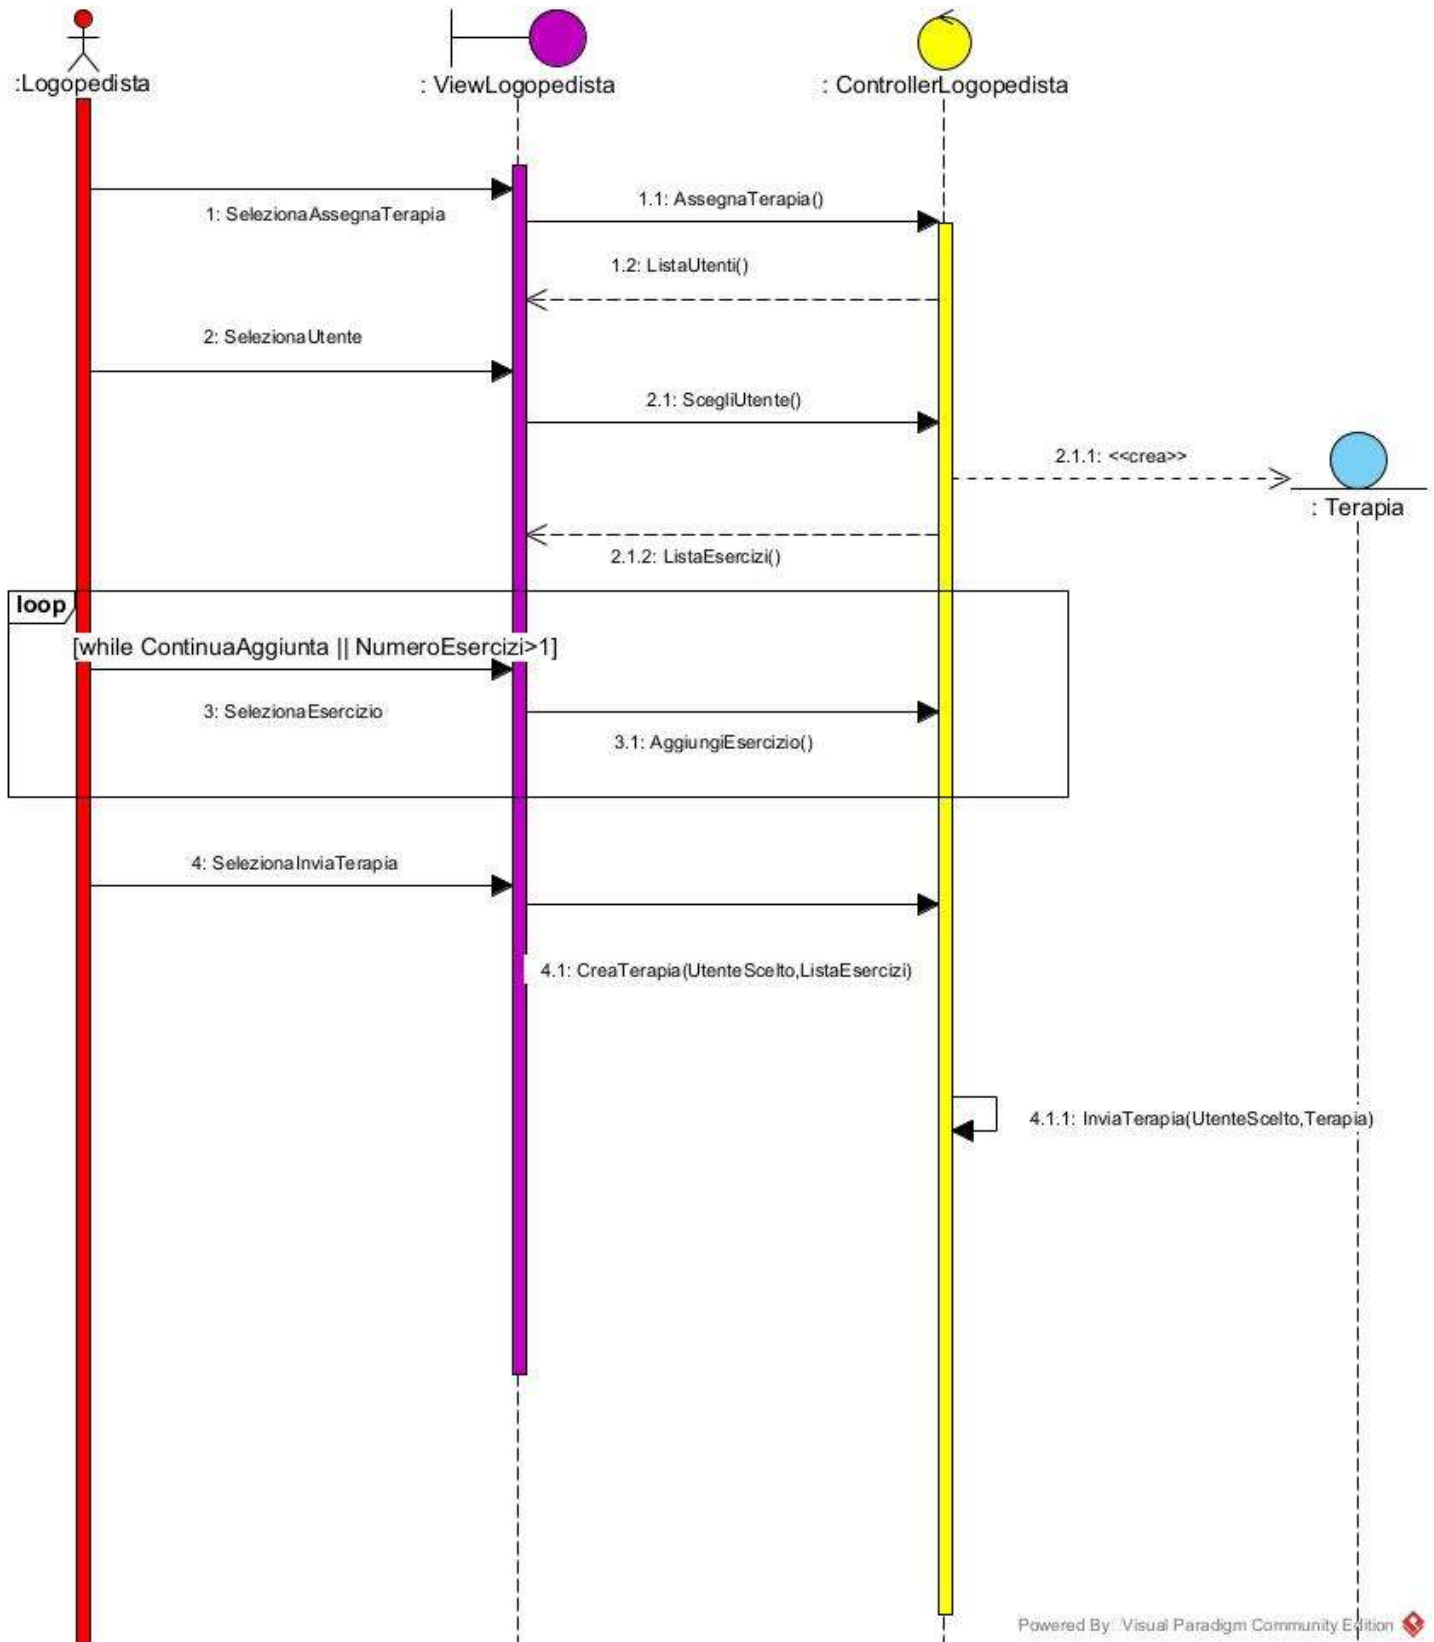 :Logopedista
: ViewLogopedista
: ControllerLogopedista
1: SelezionaAssegnaTerapia
1.1: AssegnaTerapia()
1.2: ListaUtenti()
2: SelezionaUtente
2.1: ScegliUtente()
2.1.1: <<crea>>
: Terapia
2.1.2: ListaEsercizi()
loop
[while ContinuaAggiunta || NumeroEsercizi>1]
3: SelezionaEsercizio
3.1: AggiungiEsercizio()
4: SelezionaInviaTerapia
4.1: CreaTerapia(UtenteScelto,ListaEsercizi)
4.1.1: InviaTerapia(UtenteScelto,Terapia)
Powered By: Visual Paradigm Community Edition